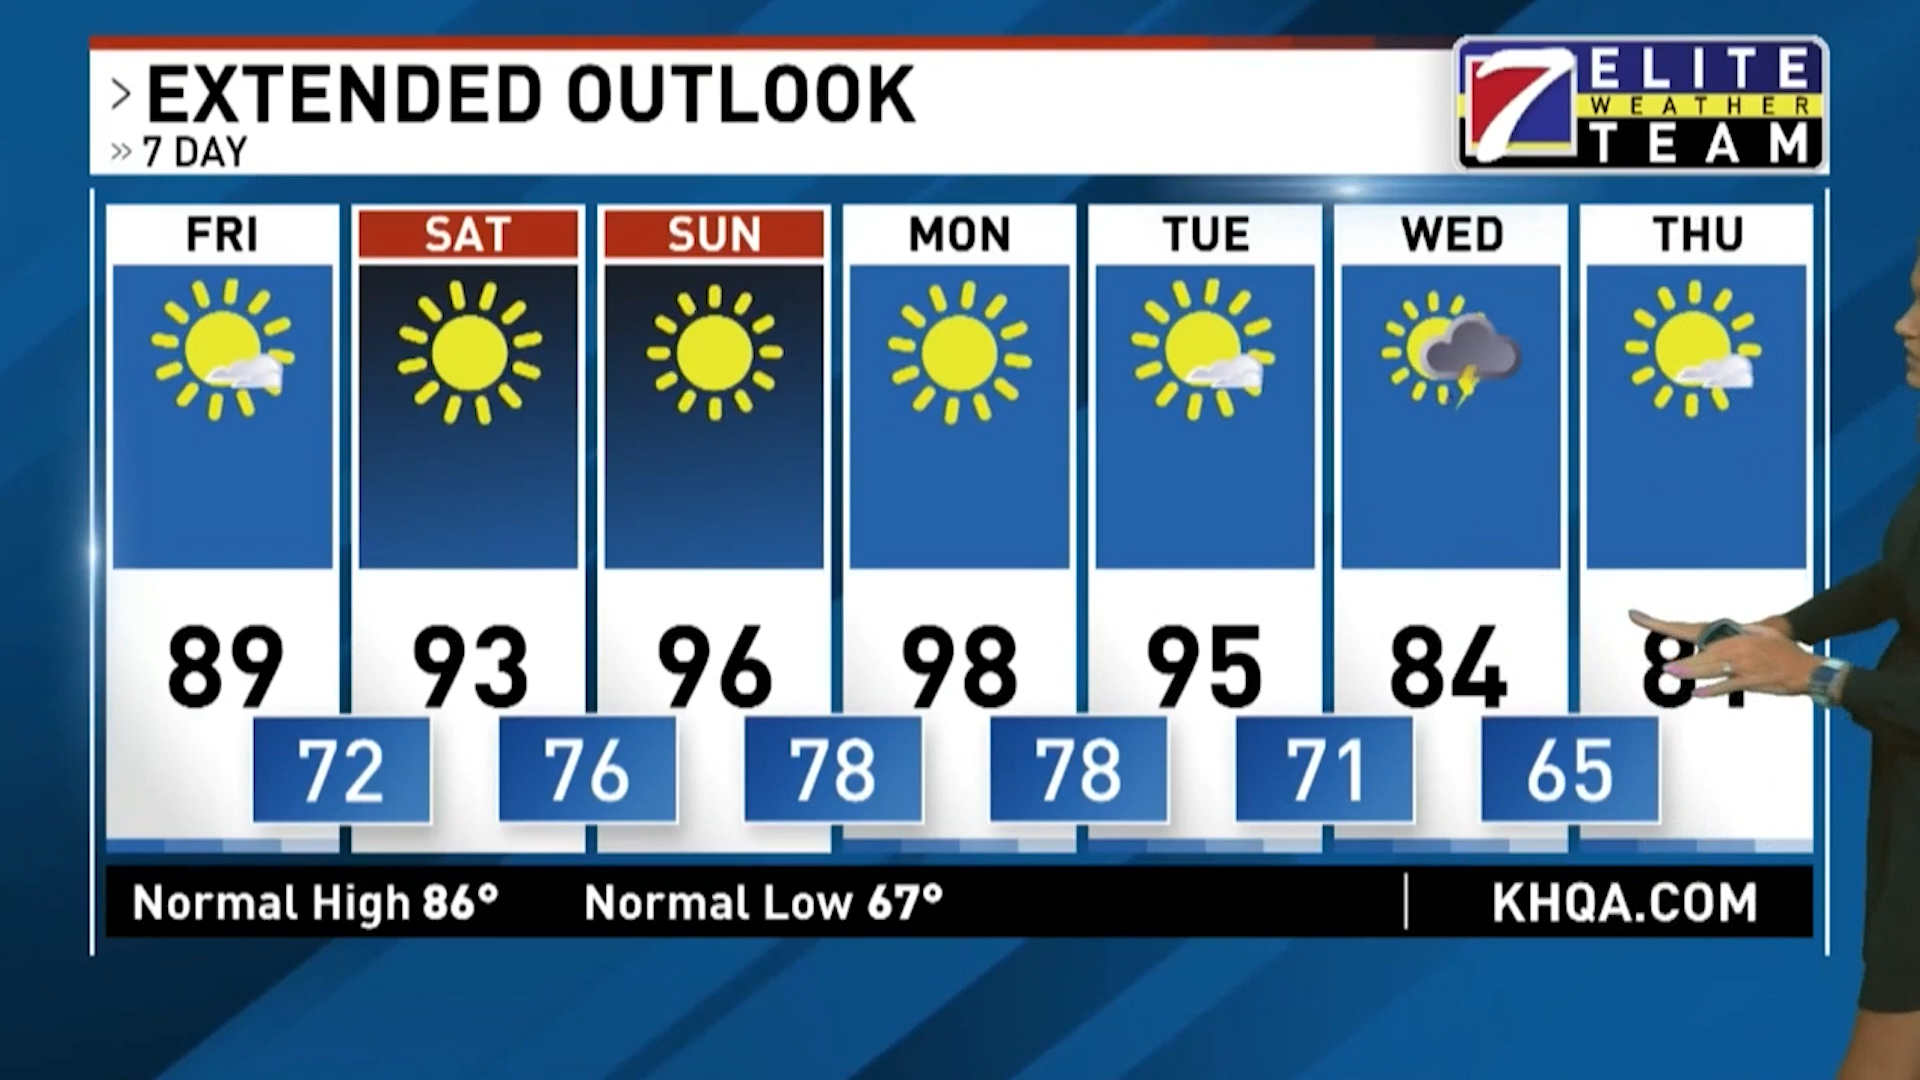 > EXTENDED OUTLOOK
» 7 DAY
7 ELITE
WEATHER
TEAM
FRI SAT SUN MON TUE WED THU
89 93 96 98 95 84
72 76 78 78 71 65
Normal High 86° Normal Low 67° | KHQA.COM